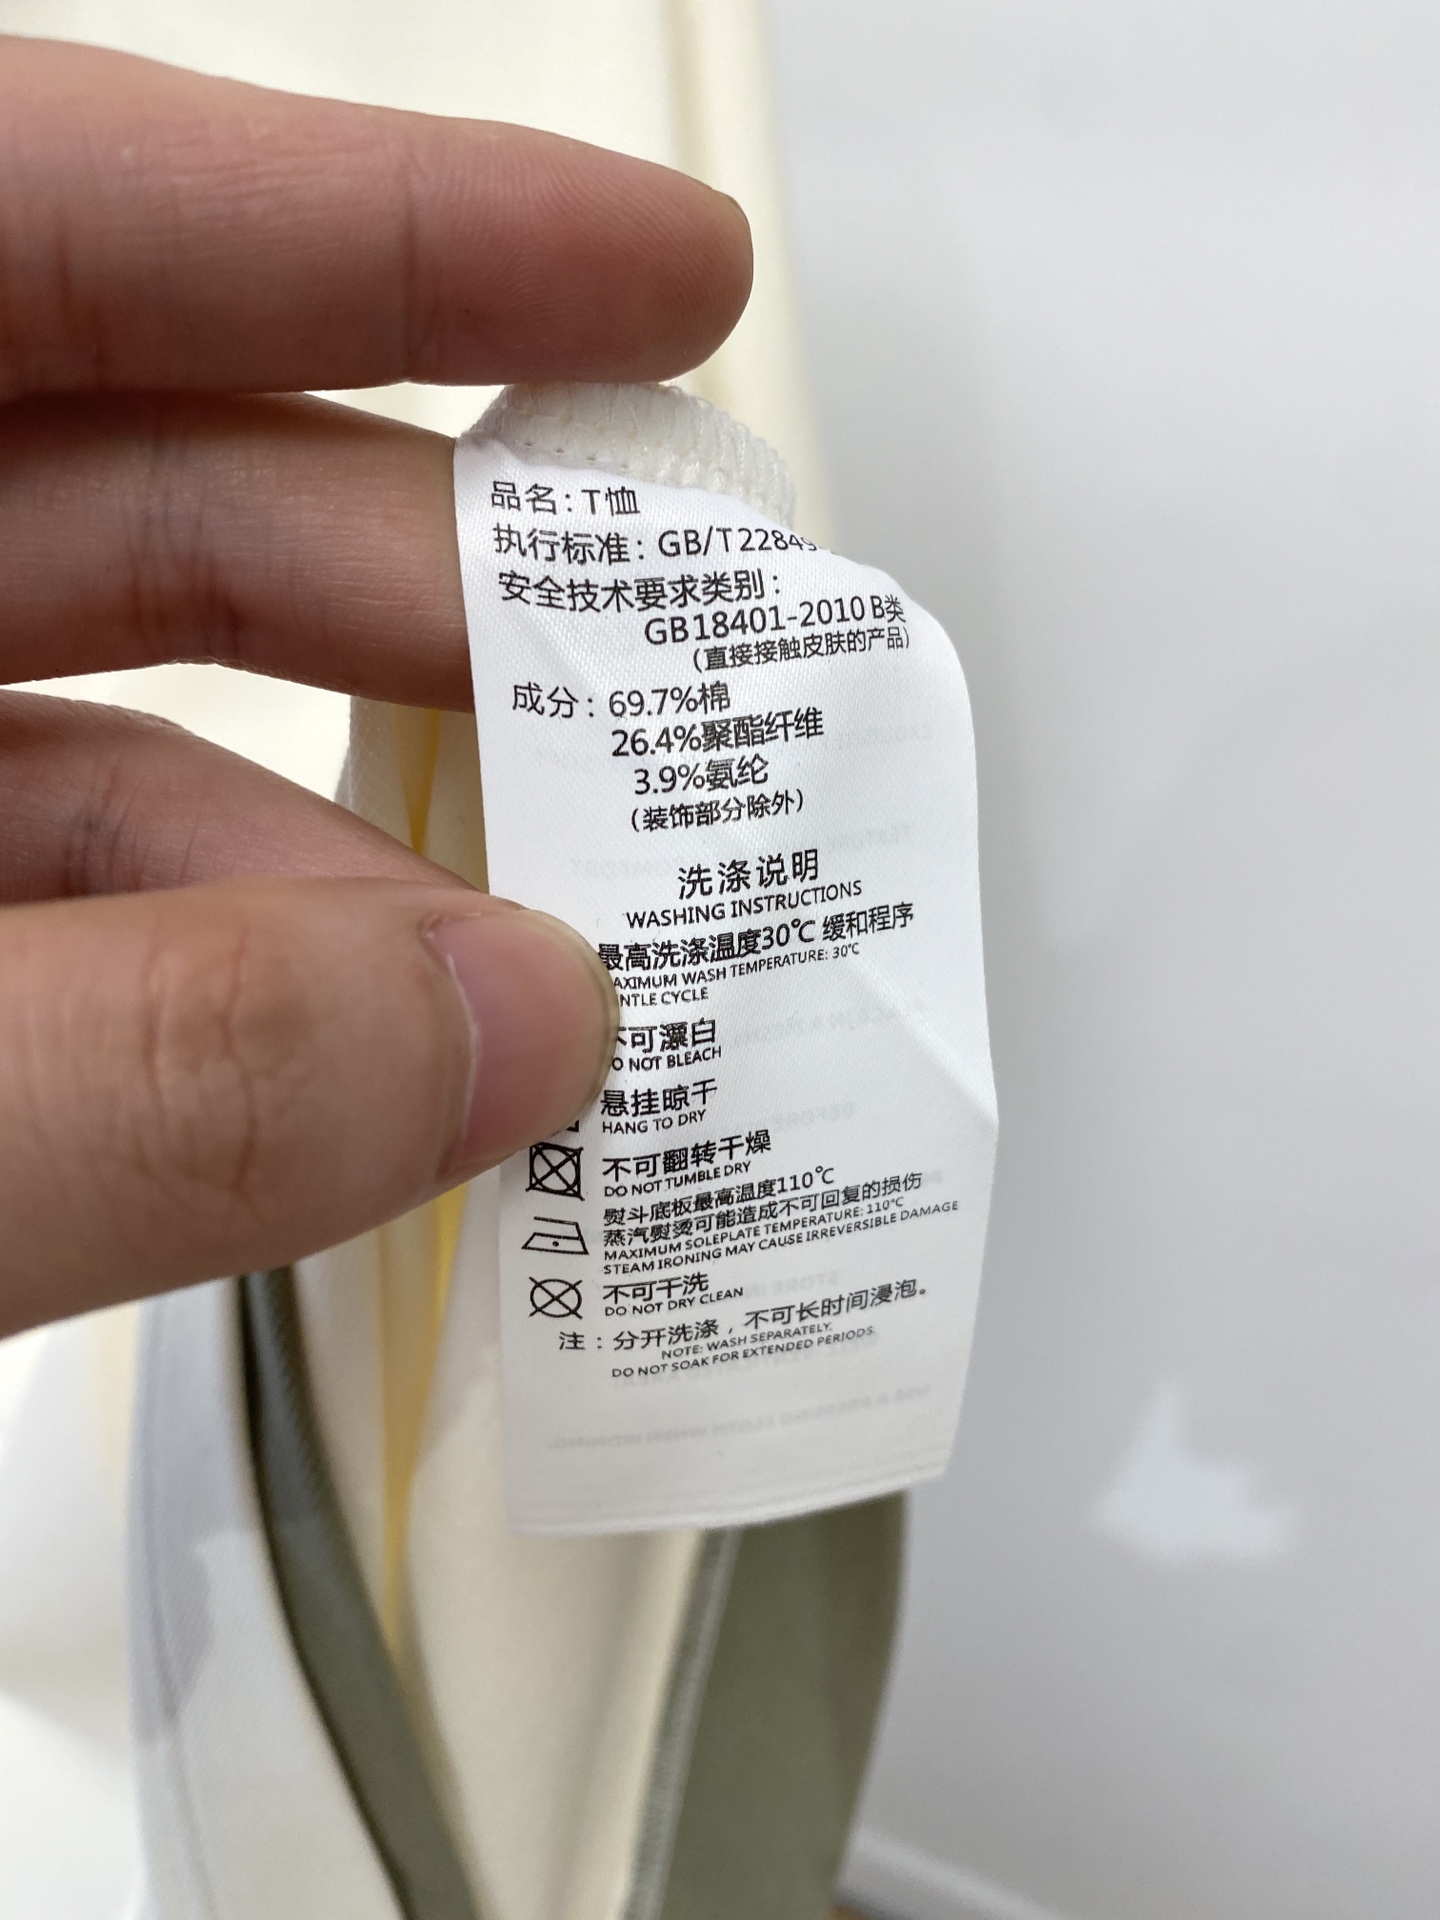 品名：T恤
执行标准：GB/T 22849
安全技术要求类别：
GB 18401-2010 B类
（直接接触皮肤的产品）
成分：69.7%棉
26.4%聚酯纤维
3.9%氨纶
（装饰部分除外）
洗涤说明
WASHING INSTRUCTIONS
最高洗涤温度30℃ 缓和程序
AXIMUM WASH TEMPERATURE: 30℃
NTLE CYCLE
不可漂白
O NOT BLEACH
悬挂晾干
HANG TO DRY
不可翻转干燥
DO NOT TUMBLE DRY
熨斗底板最高温度110℃
蒸汽熨烫可能造成不可回复的损伤
MAXIMUM SOLEPLATE TEMPERATURE: 110℃
STEAM IRONING MAY CAUSE IRREVERSIBLE DAMAGE
不可干洗
DO NOT DRY CLEAN
注：分开洗涤，不可长时间浸泡。
NOTE: WASH SEPARATELY.
DO NOT SOAK FOR EXTENDED PERIODS.